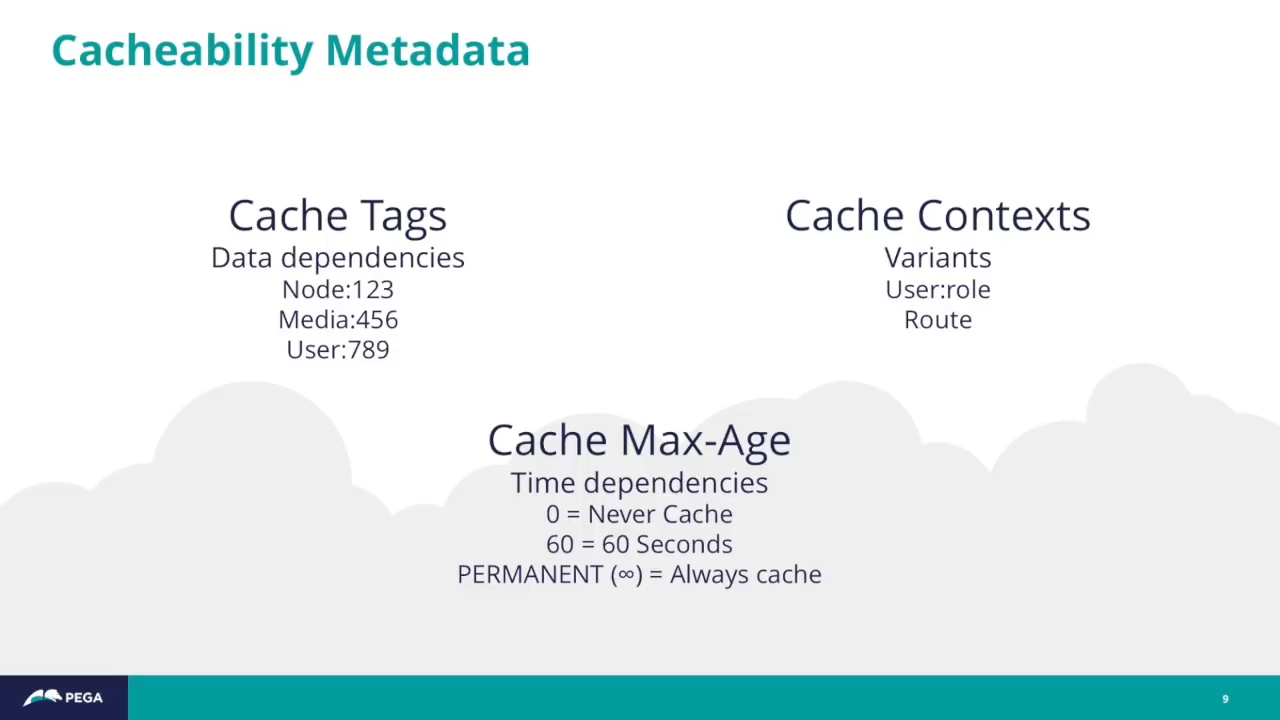 Cacheability Metadata
Cache Tags
Data dependencies
Node:123
Media:456
User:789
Cache Contexts
Variants
User:role
Route
Cache Max-Age
Time dependencies
0 = Never Cache
60 = 60 Seconds
PERMANENT (∞) = Always cache
PEGA
9